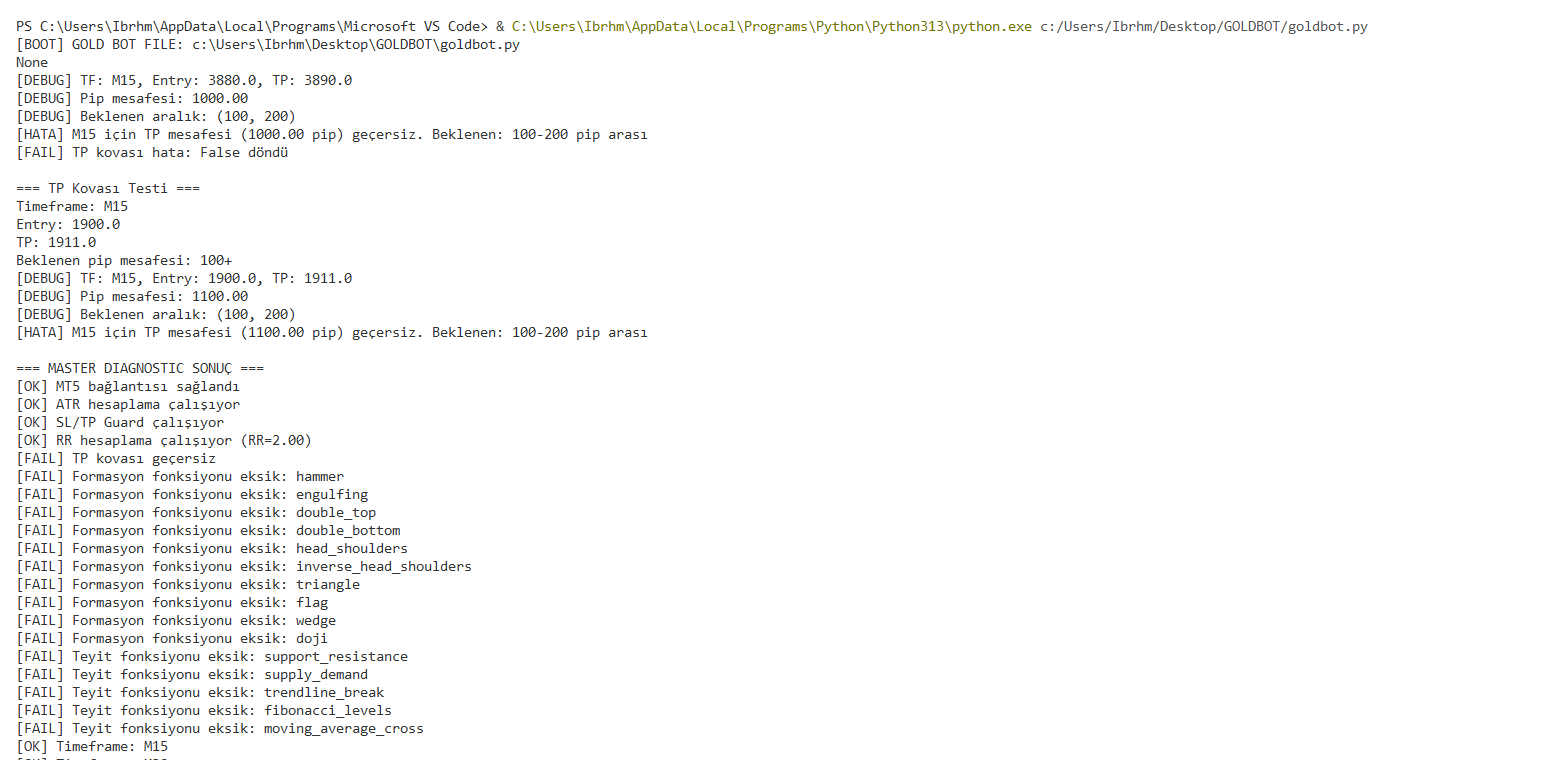 PS C:\Users\Ibrhm\AppData\Local\Programs\Microsoft VS Code> & C:\Users\Ibrhm\AppData\Local\Programs\Python\Python313\python.exe c:/Users/Ibrhm/Desktop/GOLDBOT/goldbot.py
[BOOT] GOLD BOT FILE: c:\Users\Ibrhm\Desktop\GOLDBOT\goldbot.py
None
[DEBUG] TF: M15, Entry: 3880.0, TP: 3890.0
[DEBUG] Pip mesafesi: 1000.00
[DEBUG] Beklenen aralık: (100, 200)
[HATA] M15 için TP mesafesi (1000.00 pip) geçersiz. Beklenen: 100-200 pip arası
[FAIL] TP kovası hata: False döndü

=== TP Kovası Testi ===
Timeframe: M15
Entry: 1900.0
TP: 1911.0
Beklenen pip mesafesi: 100+
[DEBUG] TF: M15, Entry: 1900.0, TP: 1911.0
[DEBUG] Pip mesafesi: 1100.00
[DEBUG] Beklenen aralık: (100, 200)
[HATA] M15 için TP mesafesi (1100.00 pip) geçersiz. Beklenen: 100-200 pip arası

=== MASTER DIAGNOSTIC SONUÇ ===
[OK] MT5 bağlantısı sağlandı
[OK] ATR hesaplama çalışıyor
[OK] SL/TP Guard çalışıyor
[OK] RR hesaplama çalışıyor (RR=2.00)
[FAIL] TP kovası geçersiz
[FAIL] Formasyon fonksiyonu eksik: hammer
[FAIL] Formasyon fonksiyonu eksik: engulfing
[FAIL] Formasyon fonksiyonu eksik: double_top
[FAIL] Formasyon fonksiyonu eksik: double_bottom
[FAIL] Formasyon fonksiyonu eksik: head_shoulders
[FAIL] Formasyon fonksiyonu eksik: inverse_head_shoulders
[FAIL] Formasyon fonksiyonu eksik: triangle
[FAIL] Formasyon fonksiyonu eksik: flag
[FAIL] Formasyon fonksiyonu eksik: wedge
[FAIL] Formasyon fonksiyonu eksik: doji
[FAIL] Teyit fonksiyonu eksik: support_resistance
[FAIL] Teyit fonksiyonu eksik: supply_demand
[FAIL] Teyit fonksiyonu eksik: trendline_break
[FAIL] Teyit fonksiyonu eksik: fibonacci_levels
[FAIL] Teyit fonksiyonu eksik: moving_average_cross
[OK] Timeframe: M15